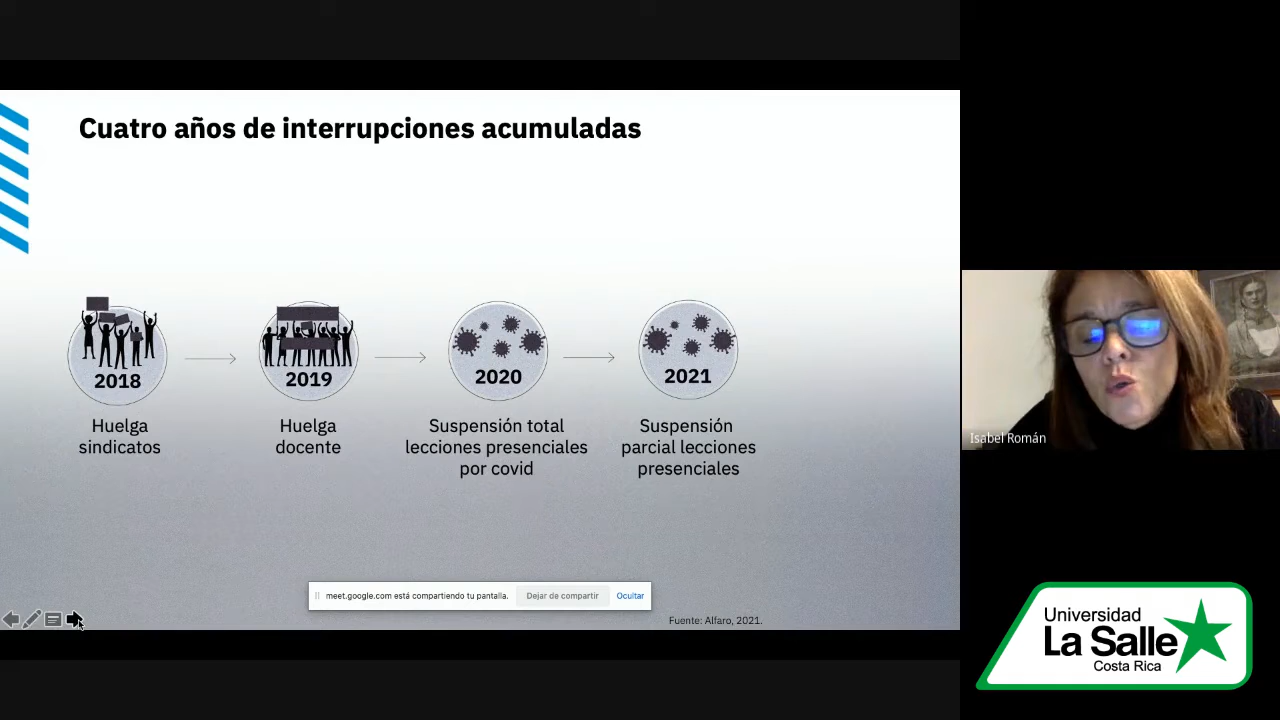 Cuatro años de interrupciones acumuladas
2018
Huelga
sindicatos
2019
Huelga
docente
2020
Suspensión total
lecciones presenciales
por covid
2021
Suspensión
parcial lecciones
presenciales
meet.google.com está compartiendo tu pantalla.
Dejar de compartir
Ocultar
Fuente: Alfaro, 2021.
Isabel Román
Universidad
La Salle
Costa Rica